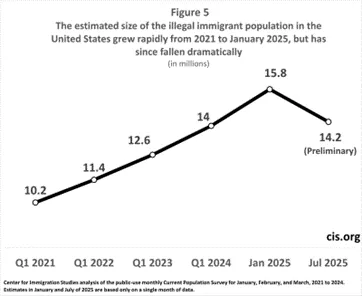 Figure 5
The estimated size of the illegal immigrant population in the
United States grew rapidly from 2021 to January 2025, but has
since fallen dramatically
(in millions)
15.8
14
14.2
(Preliminary)
12.6
11.4
10.2
cis.org
Q1 2021 Q1 2022 Q1 2023 Q1 2024 Jan 2025 Jul 2025
Center for Immigration Studies analysis of the public-use monthly Current Population Survey for January, February, and March, 2021 to 2024.
Estimates in January and July of 2025 are based only on a single month of data.